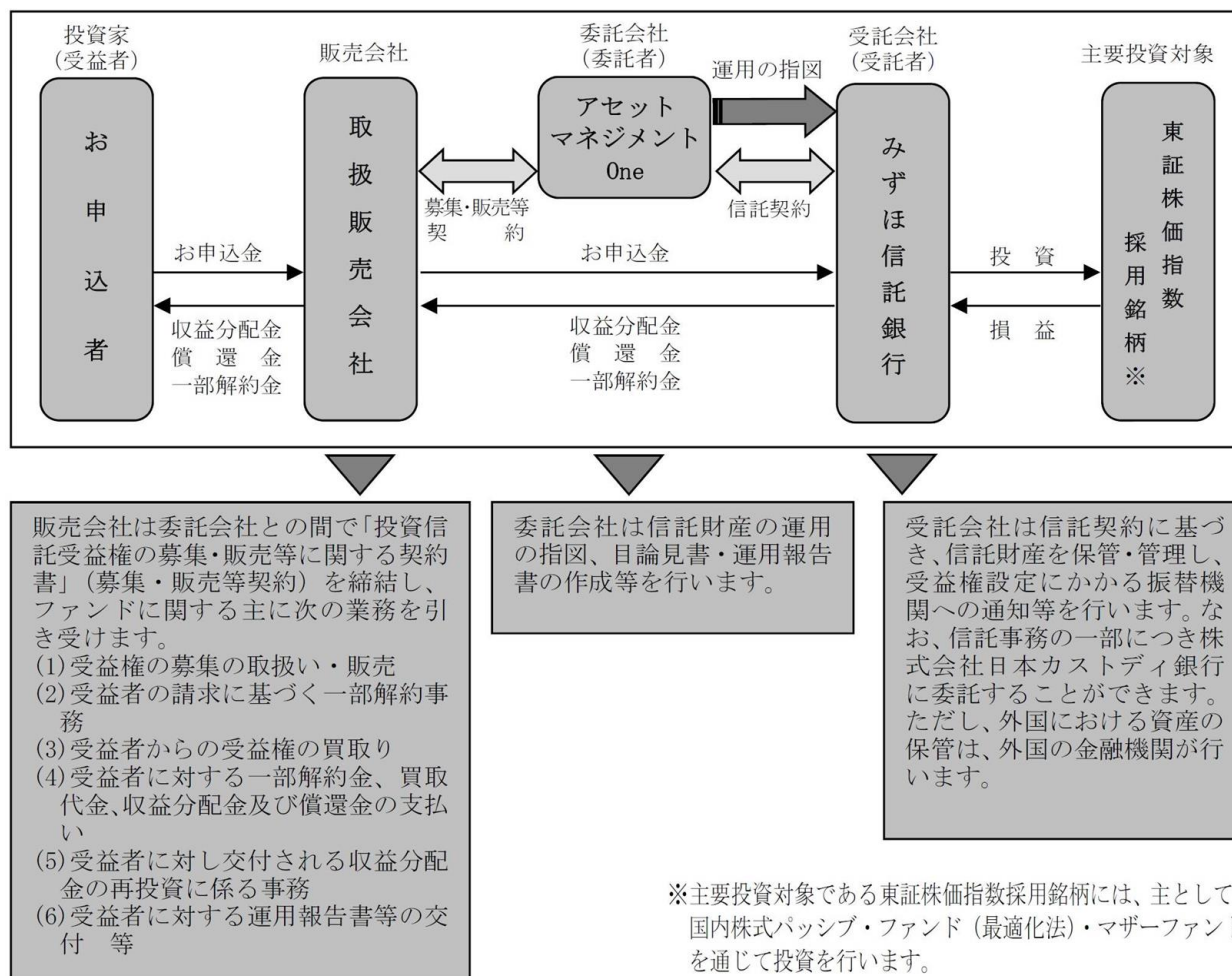 投資家
(受益者)
販売会社
委託会社
(委託者)
受託会社
(受託者)
主要投資対象
お申込者
取扱販売会社
アセット
マネジメント
One
運用の指図
みずほ信託銀行
東証株価指数
採用銘柄※
募集・販売等
契　約
信託契約
お申込金
収益分配金
償　還　金
一部解約金
お申込金
収益分配金
償　還　金
一部解約金
投　資
損　益
販売会社は委託会社との間で「投資信
託受益権の募集・販売等に関する契約
書」(募集・販売等契約) を締結し、
ファンドに関する主に次の業務を引
き受けます。
(1)受益権の募集の取扱い・販売
(2)受益者の請求に基づく一部解約事
務
(3)受益者からの受益権の買取り
(4)受益者に対する一部解約金、買取
代金、収益分配金及び償還金の支払
い
(5)受益者に対し交付される収益分配
金の再投資に係る事務
(6)受益者に対する運用報告書等の交
付　等
委託会社は信託財産の運用
の指図、目論見書・運用報告
書の作成等を行います。
受託会社は信託契約に基づ
き、信託財産を保管・管理し、
受益権設定にかかる振替機
関への通知等を行います。な
お、信託事務の一部につき株
式会社日本カストディ銀行
に委託することができます。
ただし、外国における資産の
保管は、外国の金融機関が行
います。
※主要投資対象である東証株価指数採用銘柄には、主として
国内株式パッシブ・ファンド (最適化法)・マザーファンド
を通じて投資を行います。